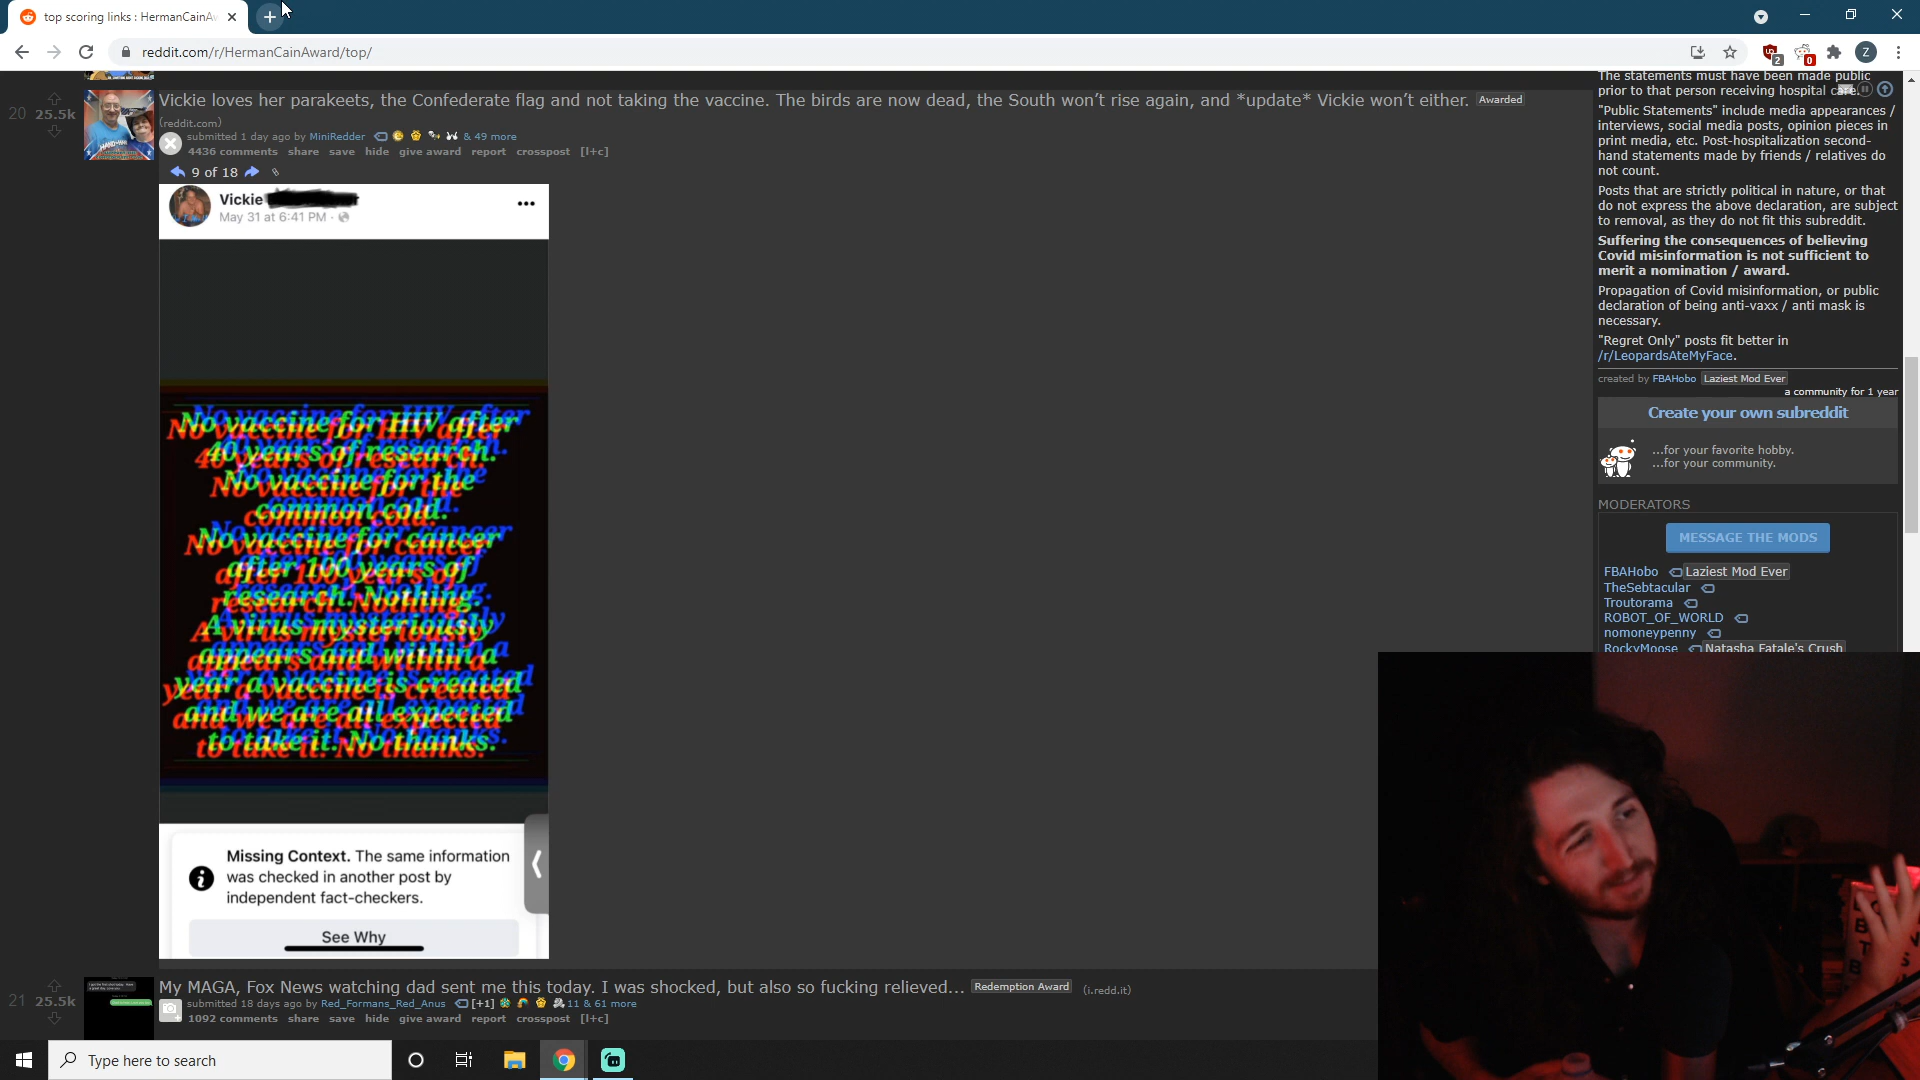 top scoring links : HermanCainAw
reddit.com/r/HermanCainAward/top/
2
0
Z
20
25.5k
Vickie loves her parakeets, the Confederate flag and not taking the vaccine. The birds are now dead, the South won't rise again, and *update* Vickie won't either. Awarded
(reddit.com)
submitted 1 day ago by MiniRedder & 49 more
4436 comments share save hide give award report crosspost [l+c]
9 of 18
Vickie
May 31 at 6:41 PM ·
No vaccine for HIV after
40 years of research.
No vaccine for the
common cold.
No vaccine for cancer
after 100 years of
research. Nothing.
A virus mysteriously
appears and within a
year a vaccine is created
and we are all expected
to take it. No thanks.
Missing Context. The same information
was checked in another post by
independent fact-checkers.
See Why
21
25.5k
My MAGA, Fox News watching dad sent me this today. I was shocked, but also so fucking relieved... Redemption Award (i.redd.it)
submitted 18 days ago by Red_Formans_Red_Anus [+1] 11 & 61 more
1092 comments share save hide give award report crosspost [l+c]
The statements must have been made public
prior to that person receiving hospital care.
"Public Statements" include media appearances /
interviews, social media posts, opinion pieces in
print media, etc. Post-hospitalization second-
hand statements made by friends / relatives do
not count.
Posts that are strictly political in nature, or that
do not express the above declaration, are subject
to removal, as they do not fit this subreddit.
Suffering the consequences of believing
Covid misinformation is not sufficient to
merit a nomination / award.
Propagation of Covid misinformation, or public
declaration of being anti-vaxx / anti mask is
necessary.
"Regret Only" posts fit better in
/r/LeopardsAteMyFace.
created by FBAHobo Laziest Mod Ever
a community for 1 year
Create your own subreddit
...for your favorite hobby.
...for your community.
MODERATORS
MESSAGE THE MODS
FBAHobo Laziest Mod Ever
TheSebtacular
Troutorama
ROBOT_OF_WORLD
nomoneypenny
RockyMoose Natasha Fatale's Crush
Type here to search